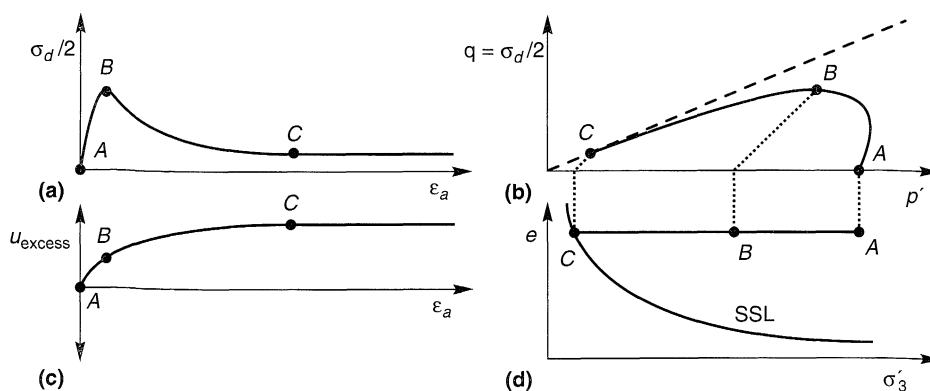 σd/2
B
A
C
(a)
εa
q = σd/2
B
C
A
(b)
p′
uexcess
B
C
A
εa
(c)
e
C
B
A
SSL
(d)
σ′3